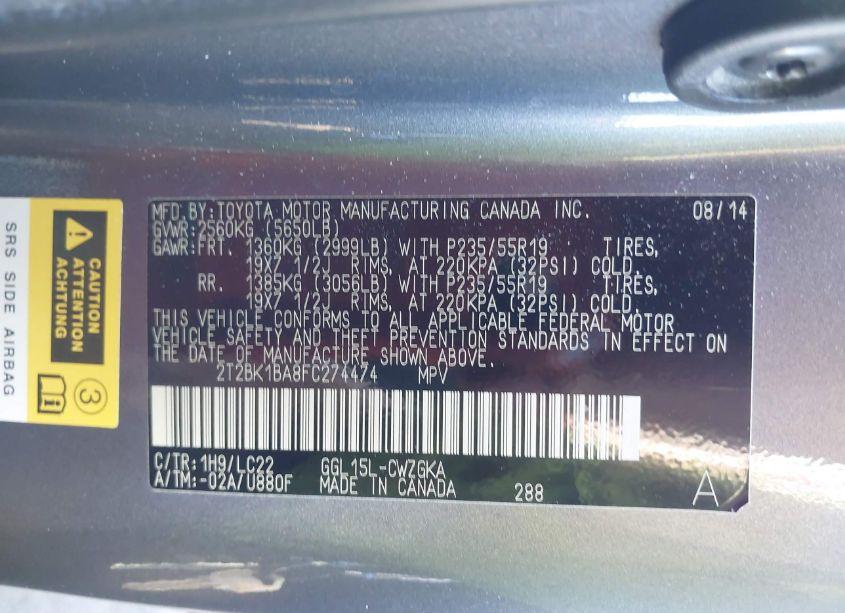 MFD.BY:TOYOTA MOTOR MANUFACTURING CANADA INC. 08/14
GVWR:2560KG (5650LB)
GAWR:FRT. 1360KG (2999LB) WITH P235/55R19 TIRES,
19X7 1/2J RIMS, AT 220KPA (32PSI) COLD.
RR. 1385KG (3056LB) WITH P235/55R19 TIRES,
19X7 1/2J RIMS, AT 220KPA (32PSI) COLD.
THIS VEHICLE CONFORMS TO ALL APPLICABLE FEDERAL MOTOR
VEHICLE SAFETY AND THEFT PREVENTION STANDARDS IN EFFECT ON
THE DATE OF MANUFACTURE SHOWN ABOVE.
2T2BK1BA8FC274474 MPV
C/TR:1H9/LC22 GGL15L-CWZGKA
A/TM:-02A/U880F MADE IN CANADA 288 A
CAUTION
ATTENTION
ACHTUNG
3
i
SRS SIDE AIRBAG